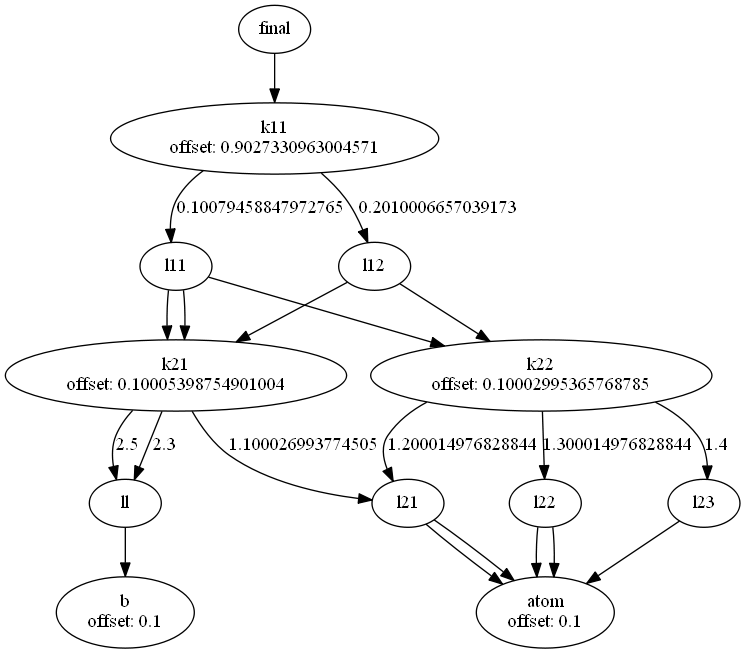 final
k11
offset: 0.9027330963004571
0.10079458847972765
0.2010006657039173
l11
l12
k21
offset: 0.10005398754901004
k22
offset: 0.10002995365768785
2.5
2.3
1.100026993774505
1.200014976828844
1.300014976828844
1.4
ll
l21
l22
l23
b
offset: 0.1
atom
offset: 0.1